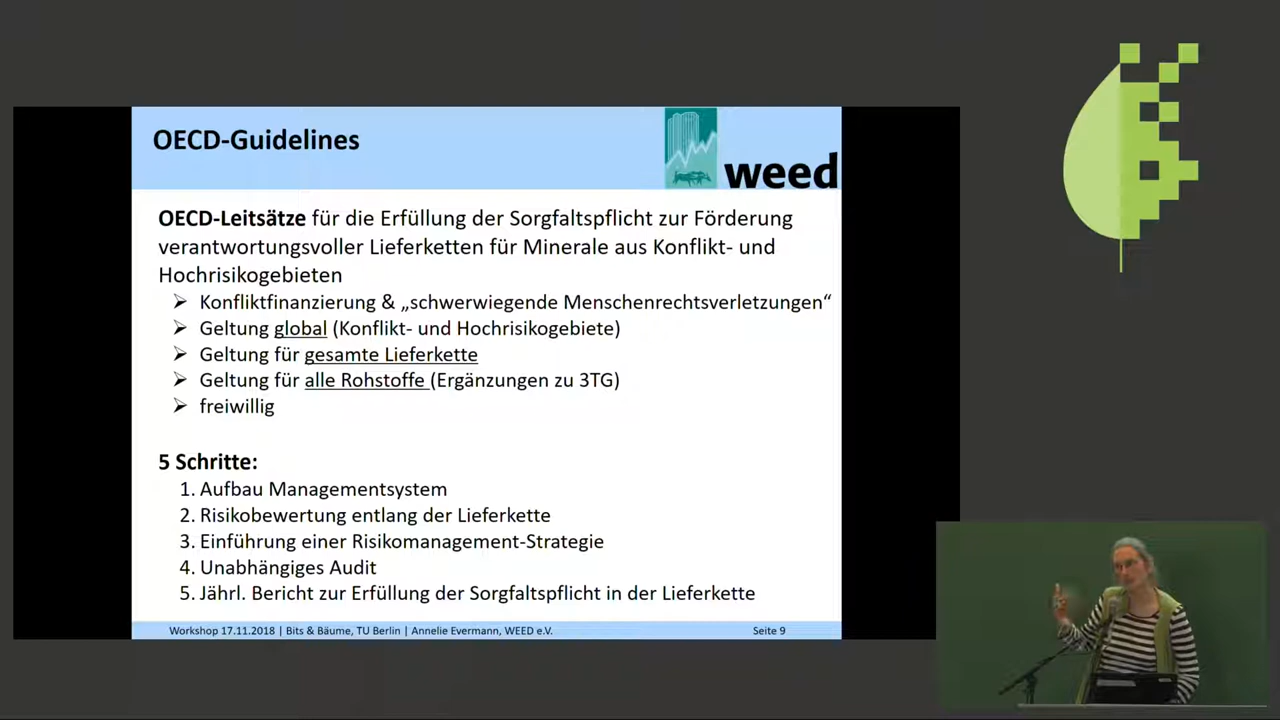 OECD-Guidelines
weed
OECD-Leitsätze für die Erfüllung der Sorgfaltspflicht zur Förderung
verantwortungsvoller Lieferketten für Minerale aus Konflikt- und
Hochrisikogebieten
➢ Konfliktfinanzierung & „schwerwiegende Menschenrechtsverletzungen“
➢ Geltung global (Konflikt- und Hochrisikogebiete)
➢ Geltung für gesamte Lieferkette
➢ Geltung für alle Rohstoffe (Ergänzungen zu 3TG)
➢ freiwillig
5 Schritte:
1. Aufbau Managementsystem
2. Risikobewertung entlang der Lieferkette
3. Einführung einer Risikomanagement-Strategie
4. Unabhängiges Audit
5. Jährl. Bericht zur Erfüllung der Sorgfaltspflicht in der Lieferkette
Workshop 17.11.2018 | Bits & Bäume, TU Berlin | Annelie Evermann, WEED e.V.
Seite 9